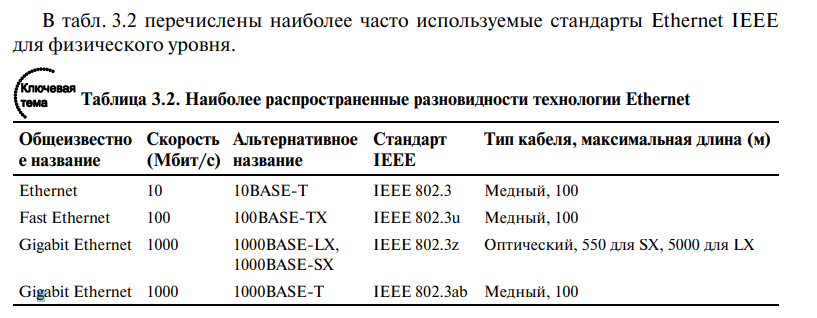 В табл. 3.2 перечислены наиболее часто используемые стандарты Ethernet IEEE
для физического уровня.
Ключевая
тема
Таблица 3.2. Наиболее распространенные разновидности технологии Ethernet
Общеизвестно Скорость Альтернативное Стандарт Тип кабеля, максимальная длина (м)
е название (Мбит/с) название IEEE
Ethernet 10 10BASE-T IEEE 802.3 Медный, 100
Fast Ethernet 100 100BASE-TX IEEE 802.3u Медный, 100
Gigabit Ethernet 1000 1000BASE-LX, IEEE 802.3z Оптический, 550 для SX, 5000 для LX
1000BASE-SX
Gigabit Ethernet 1000 1000BASE-T IEEE 802.3ab Медный, 100